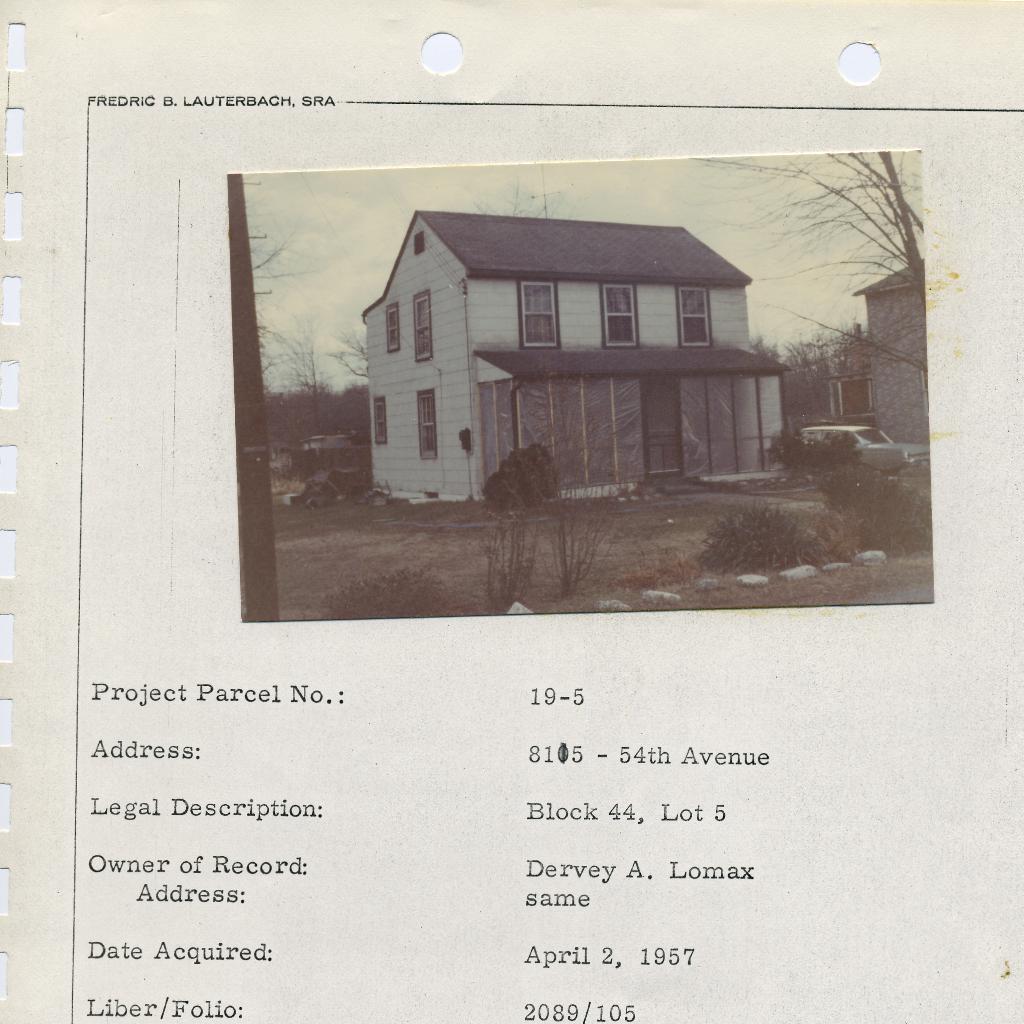 FREDRIC B. LAUTERBACH, SRA
Project Parcel No.: 19-5
Address: 8105 - 54th Avenue
Legal Description: Block 44, Lot 5
Owner of Record: Dervey A. Lomax
Address: same
Date Acquired: April 2, 1957
Liber/Folio: 2089/105